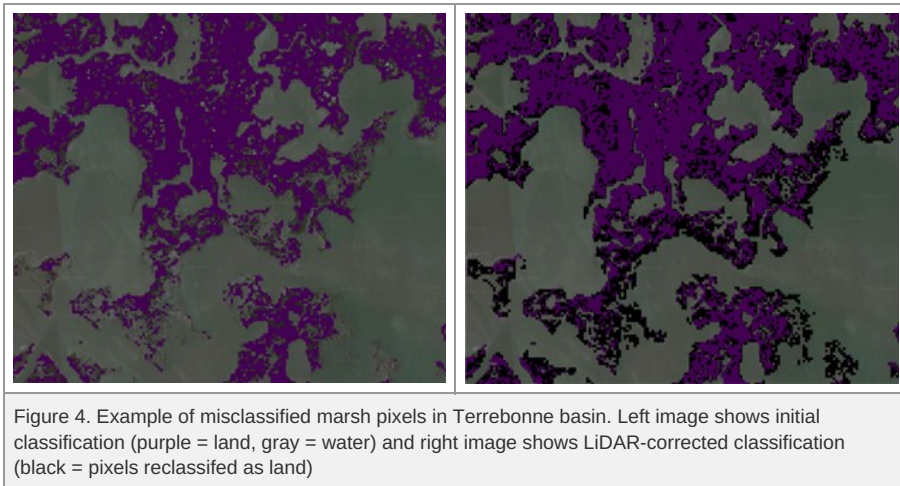 Figure 4. Example of misclassified marsh pixels in Terrebonne basin. Left image shows initial
classification (purple = land, gray = water) and right image shows LiDAR-corrected classification
(black = pixels reclassifed as land)